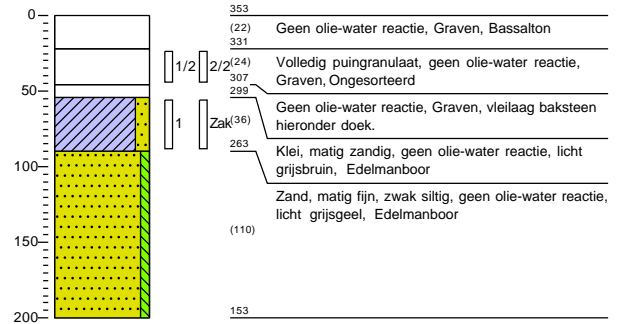 0
50
100
150
200
1/2
2/2
1
Zak
353
(22)
331
(24)
307
299
(36)
263
(110)
153
Geen olie-water reactie, Graven, Bassalton
Volledig puingranulaat, geen olie-water reactie,
Graven, Ongesorteerd
Geen olie-water reactie, Graven, vleilaag baksteen
hieronder doek.
Klei, matig zandig, geen olie-water reactie, licht
grijsbruin, Edelmanboor
Zand, matig fijn, zwak siltig, geen olie-water reactie,
licht grijsgeel, Edelmanboor